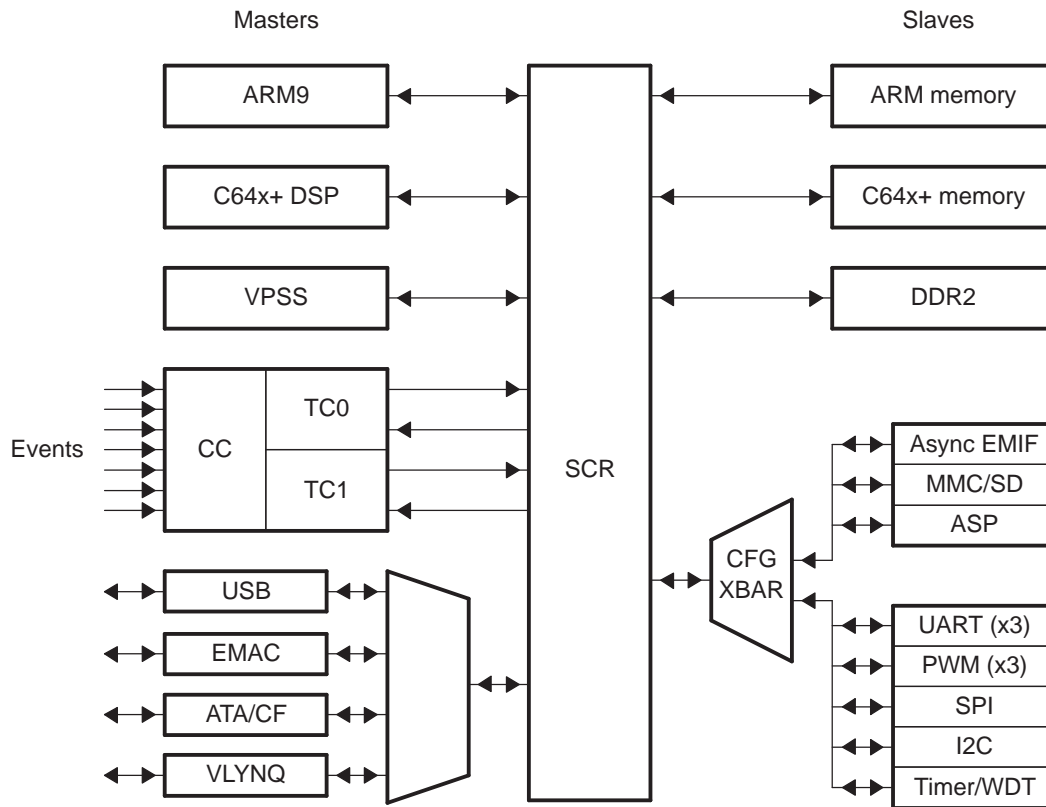 Masters
Slaves
ARM9
ARM memory
C64x+ DSP
C64x+ memory
VPSS
DDR2
Events
CC
TC0
TC1
SCR
Async EMIF
MMC/SD
ASP
CFG
XBAR
USB
EMAC
ATA/CF
VLYNQ
UART (x3)
PWM (x3)
SPI
I2C
Timer/WDT